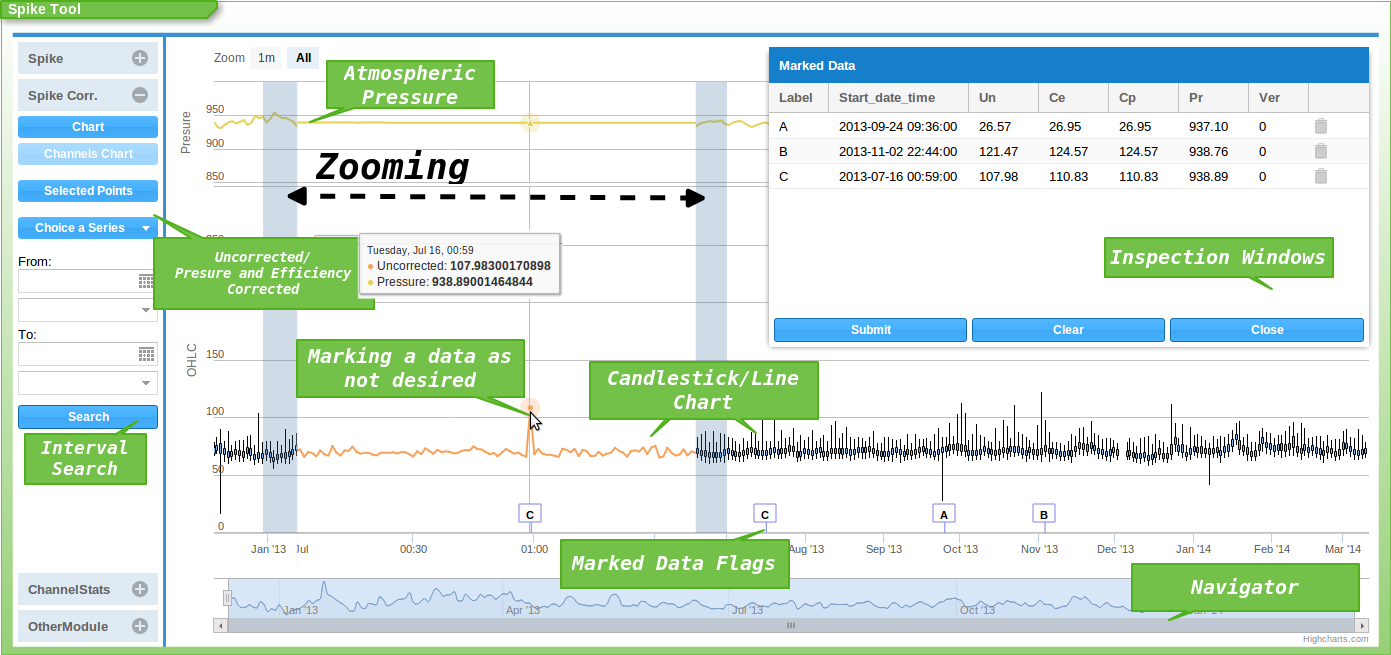 Spike Tool
Spike
Spike Corr.
Chart
Channels Chart
Selected Points
Choice a Series
From:
To:
Search
Interval
Search
ChannelStats
OtherModule
Zoom 1m All
Atmospheric
Pressure
Presure
950
900
850
Zooming
Uncorrected/
Presure and Efficiency
Corrected
Tuesday, Jul 16, 00:59
Uncorrected: 107.98300170898
Pressure: 938.89001464844
Marked Data
Label Start_date_time Un Ce Cp Pr Ver
A 2013-09-24 09:36:00 26.57 26.95 26.95 937.10 0
B 2013-11-02 22:44:00 121.47 124.57 124.57 938.76 0
C 2013-07-16 00:59:00 107.98 110.83 110.83 938.89 0
Inspection Windows
Submit Clear Close
OHLC
150
100
50
0
Marking a data as
not desired
Candlestick/Line
Chart
C C A B
Jan '13 Jul 00:30 01:00 Aug '13 Sep '13 Oct '13 Nov '13 Dec '13 Jan '14 Feb '14 Mar '14
Marked Data Flags
Navigator
Jan '13 Apr '13 Jul '13 Oct '13
Highcharts.com